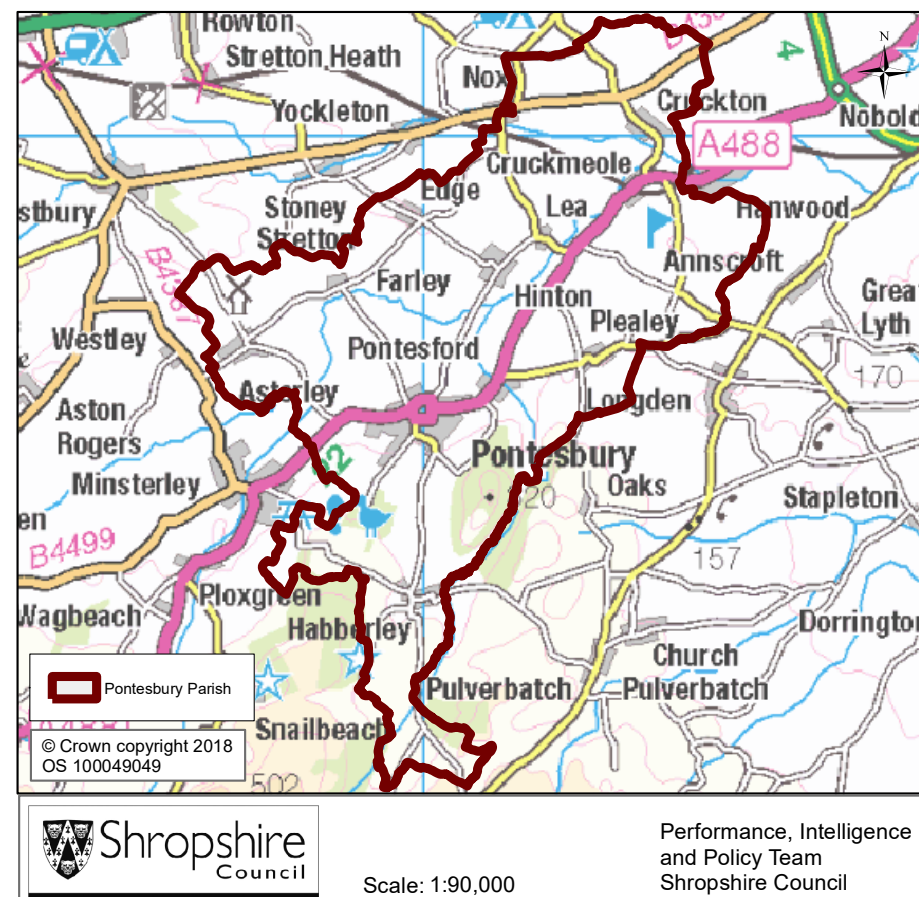 Rowton
B43
N
Stretton Heath
4
Nox
Yockleton
Cruckton
Nobold
A488
Cruckmeole
Edge
stbury
Stoney
Stretton
Lea
Hanwood
B4387
Farley
Annscroft
Hinton
Grea
Lyth
Westley
Plealey
Pontesford
170
Asterley
Longden
Aston
Rogers
Pontesbury
Minsterley
20
Oaks
Stapleton
en
B4499
157
Ploxgreen
Wagbeach
Habberley
Dorrington
Church
Pulverbatch
Pulverbatch
Pontesbury Parish
Snailbeach
© Crown copyright 2018
OS 100049049
502
Shropshire
Council
Scale: 1:90,000
Performance, Intelligence
and Policy Team
Shropshire Council